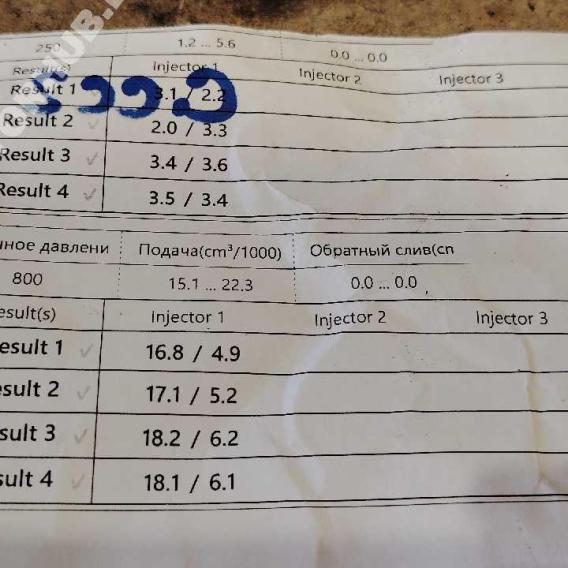 250 1.2 ... 5.6 0.0 ... 0.0
Result(s) Injector 1 Injector 2 Injector 3
Result 1 3.1 / 2.2
Result 2 2.0 / 3.3
Result 3 3.4 / 3.6
Result 4 3.5 / 3.4
нное давлени Подача(cm³/1000) Обратный слив(сп
800 15.1 ... 22.3 0.0 ... 0.0
esult(s) Injector 1 Injector 2 Injector 3
esult 1 16.8 / 4.9
sult 2 17.1 / 5.2
sult 3 18.2 / 6.2
sult 4 18.1 / 6.1